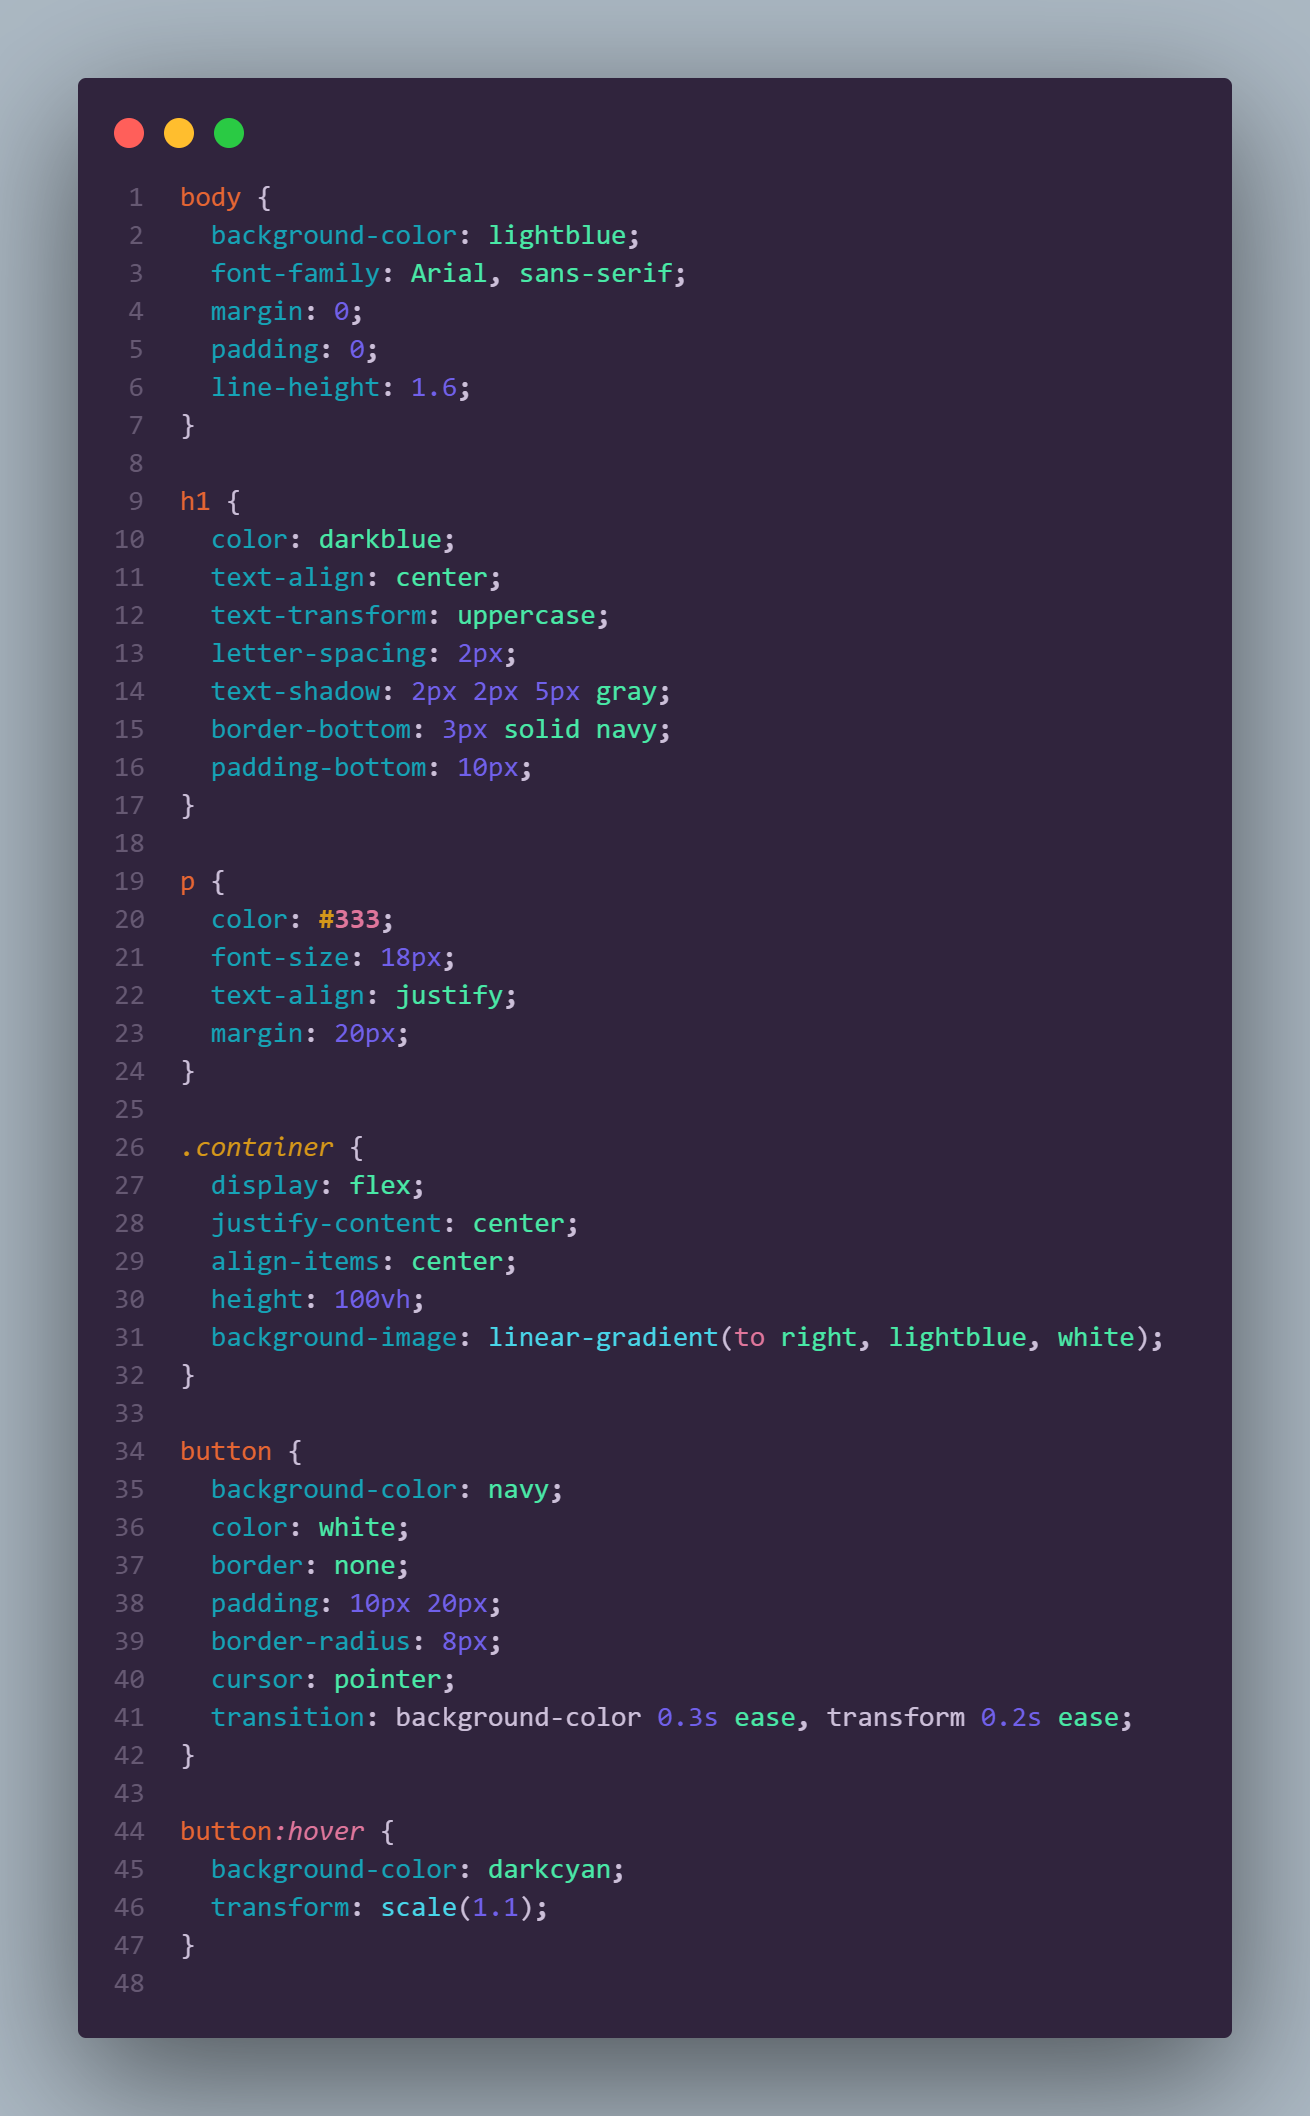 1 body {
2   background-color: lightblue;
3   font-family: Arial, sans-serif;
4   margin: 0;
5   padding: 0;
6   line-height: 1.6;
7 }
8
9 h1 {
10   color: darkblue;
11   text-align: center;
12   text-transform: uppercase;
13   letter-spacing: 2px;
14   text-shadow: 2px 2px 5px gray;
15   border-bottom: 3px solid navy;
16   padding-bottom: 10px;
17 }
18
19 p {
20   color: #333;
21   font-size: 18px;
22   text-align: justify;
23   margin: 20px;
24 }
25
26 .container {
27   display: flex;
28   justify-content: center;
29   align-items: center;
30   height: 100vh;
31   background-image: linear-gradient(to right, lightblue, white);
32 }
33
34 button {
35   background-color: navy;
36   color: white;
37   border: none;
38   padding: 10px 20px;
39   border-radius: 8px;
40   cursor: pointer;
41   transition: background-color 0.3s ease, transform 0.2s ease;
42 }
43
44 button:hover {
45   background-color: darkcyan;
46   transform: scale(1.1);
47 }
48